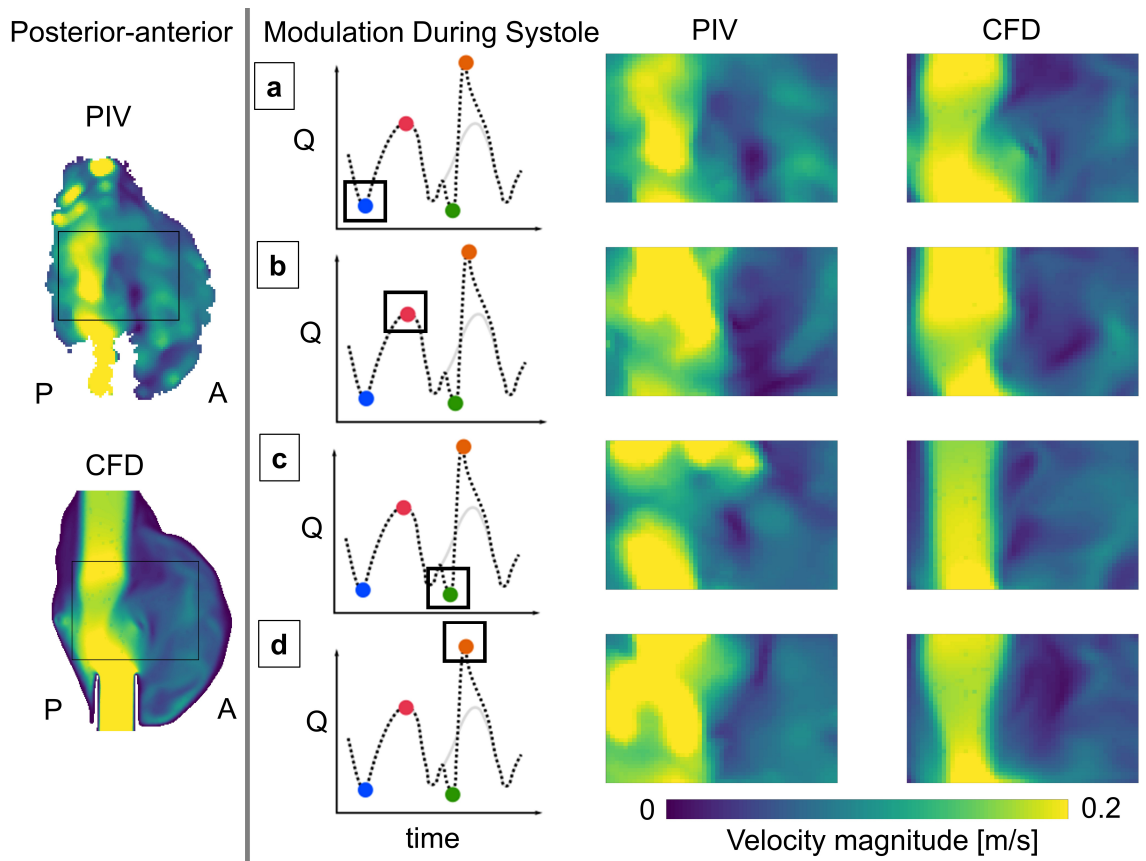 Posterior-anterior
PIV
P
A
CFD
P
A
Modulation During Systole
PIV
CFD
a
Q
b
Q
c
Q
d
Q
time
0
0.2
Velocity magnitude [m/s]